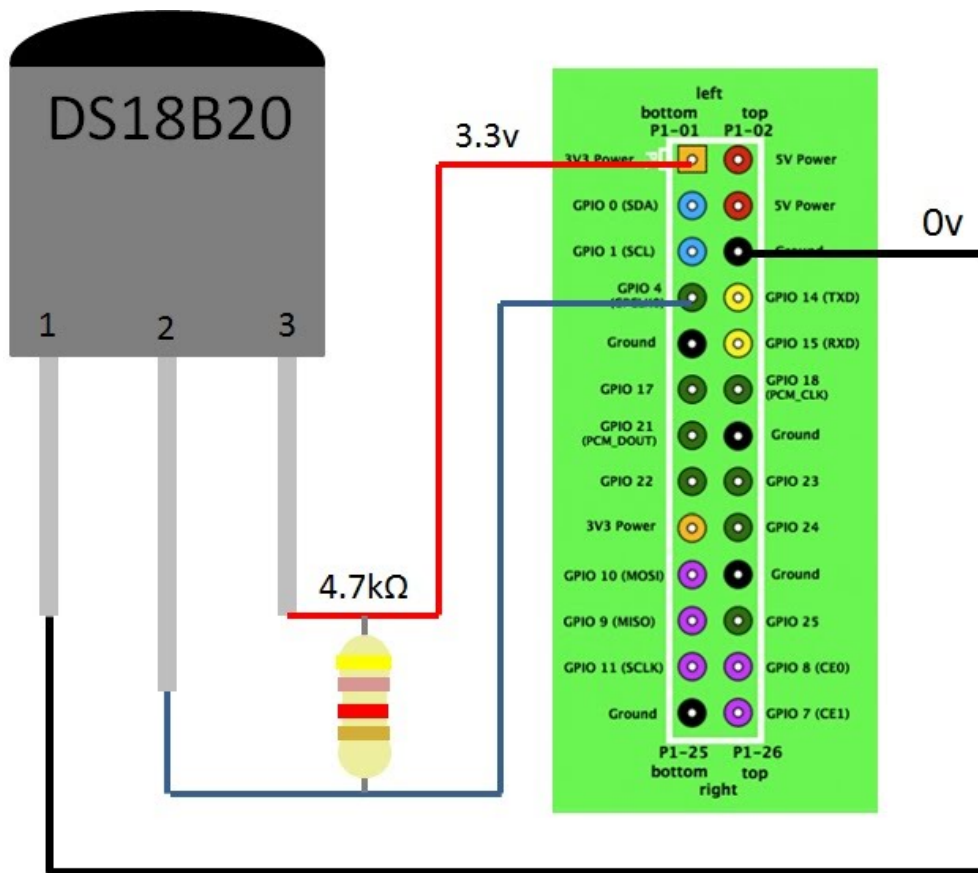 DS18B20
1 2 3
3.3v
0v
4.7kΩ
left
bottom top
P1-01 P1-02
3V3 Power 5V Power
GPIO 0 (SDA) 5V Power
GPIO 1 (SCL) Ground
GPIO 4 GPIO 14 (TXD)
Ground GPIO 15 (RXD)
GPIO 17 GPIO 18
(PCM_CLK)
GPIO 21
(PCM_DOUT) Ground
GPIO 22 GPIO 23
3V3 Power GPIO 24
GPIO 10 (MOSI) Ground
GPIO 9 (MISO) GPIO 25
GPIO 11 (SCLK) GPIO 8 (CE0)
Ground GPIO 7 (CE1)
P1-25 P1-26
bottom top
right